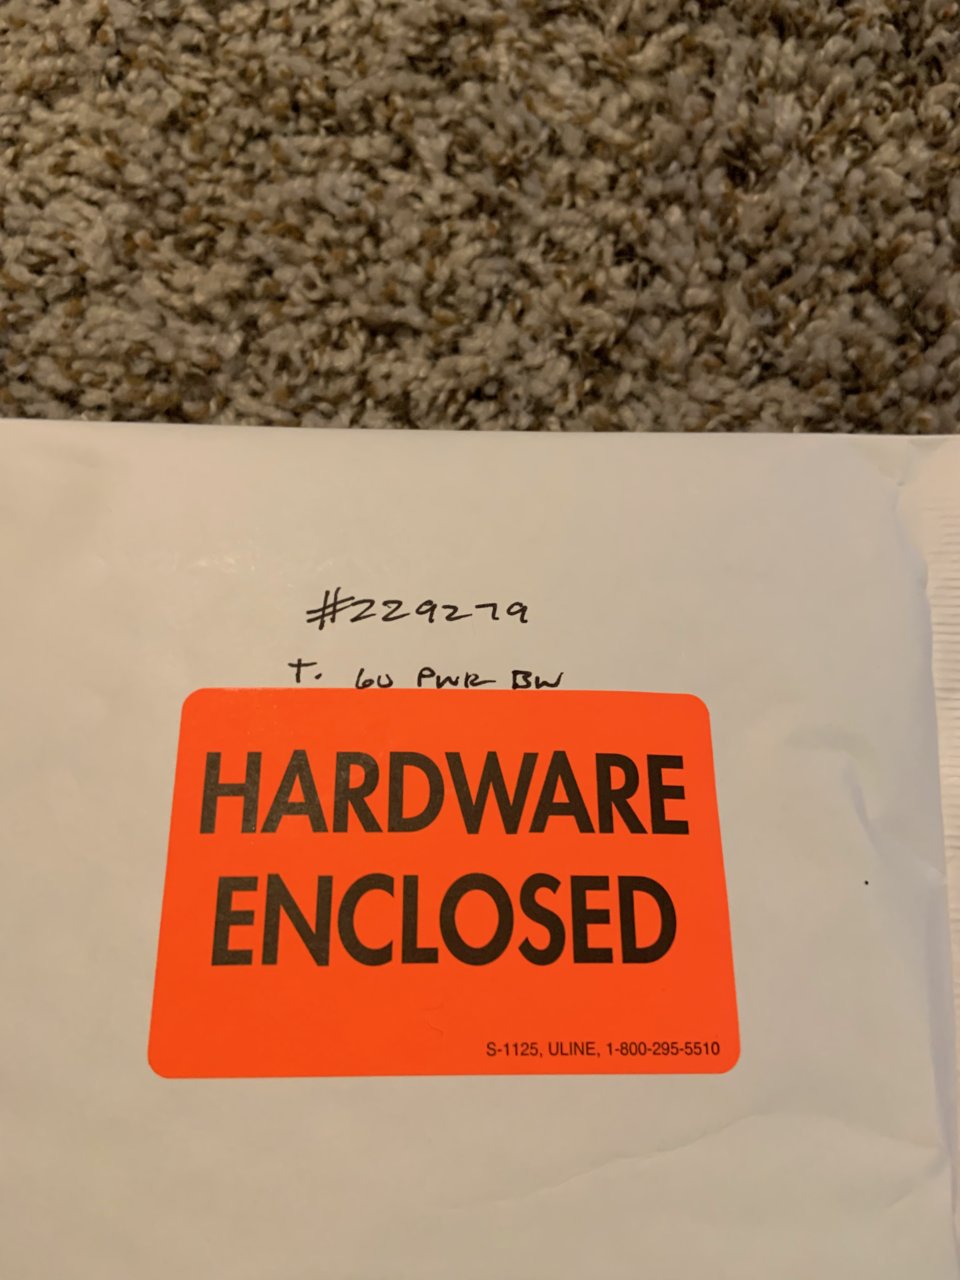 #229279
T. 60 PWR BW
HARDWARE
ENCLOSED
S-1125, ULINE, 1-800-295-5510